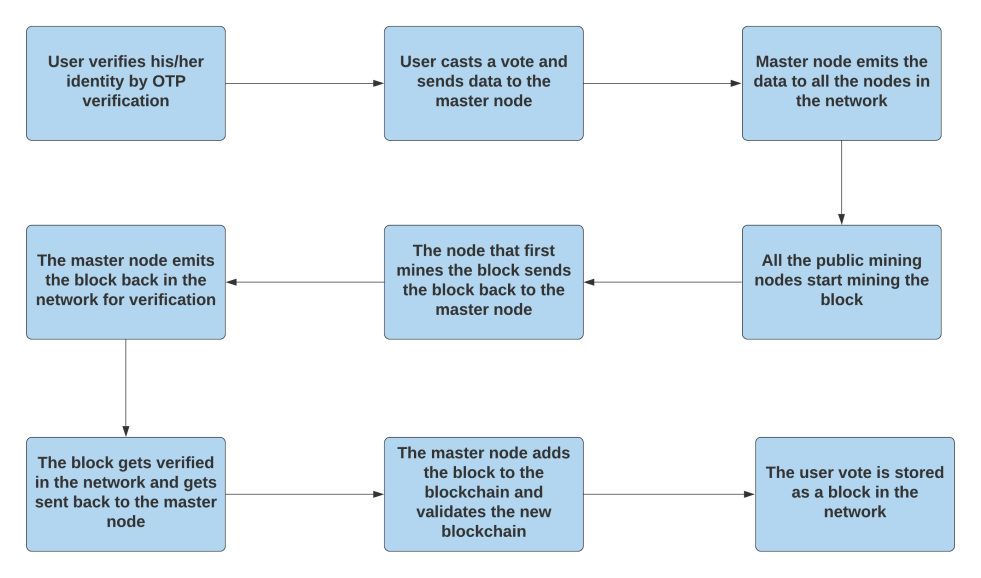 User verifies his/her
identity by OTP
verification
User casts a vote and
sends data to the
master node
Master node emits the
data to all the nodes in
the network
All the public mining
nodes start mining the
block
The node that first
mines the block sends
the block back to the
master node
The master node emits
the block back in the
network for verification
The block gets verified
in the network and gets
sent back to the master
node
The master node adds
the block to the
blockchain and
validates the new
blockchain
The user vote is stored
as a block in the
network